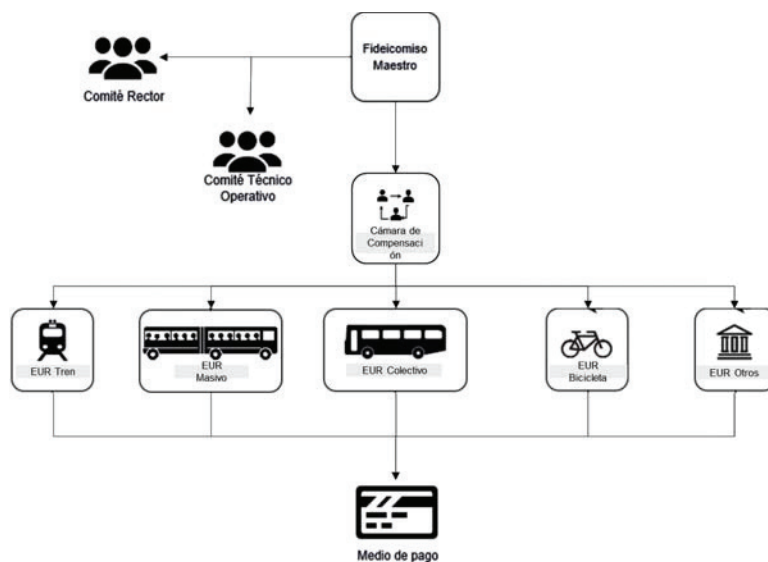 Fideicomiso
Maestro
Comité Rector
Comité Técnico
Operativo
Cámara de
Compensaci
ón
EUR Tren
EUR
Masivo
EUR Colectivo
EUR
Bicicleta
EUR Otros
Medio de pago